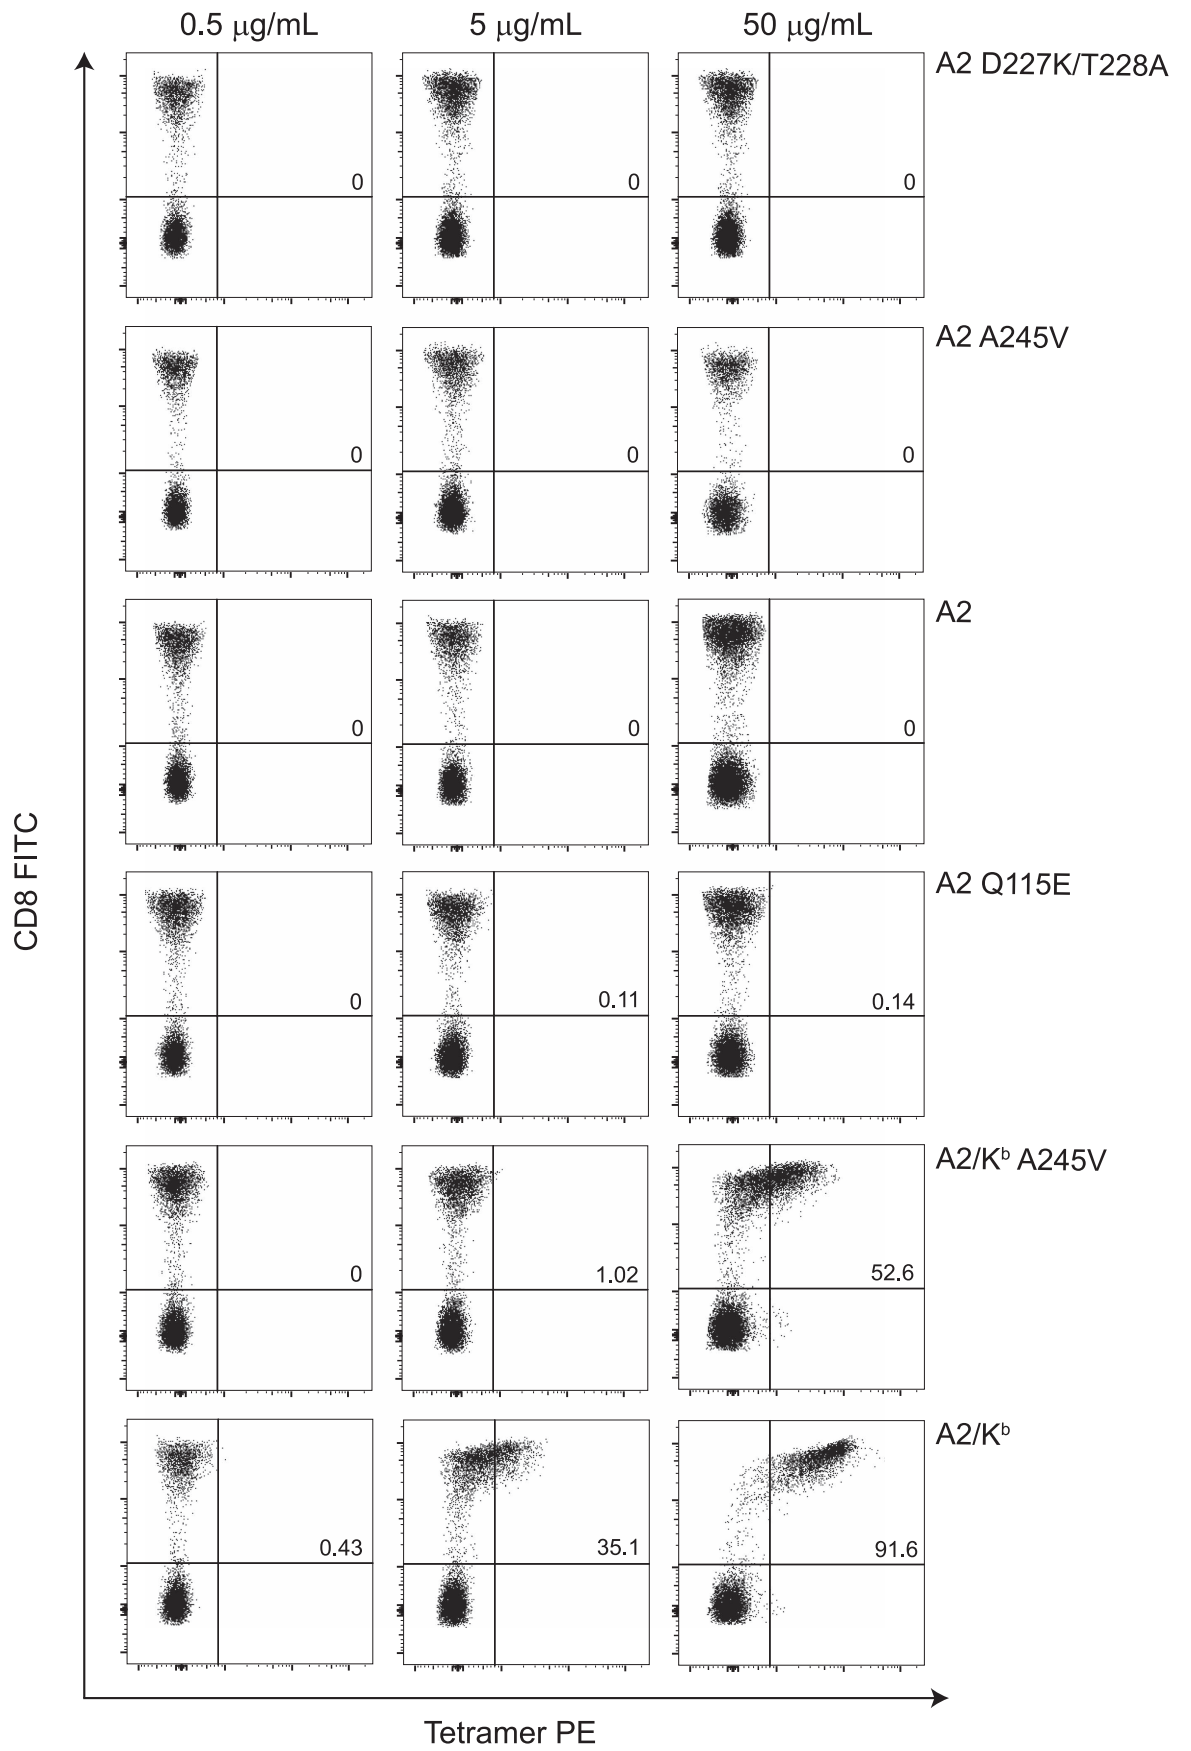 0.5 μg/mL 5 μg/mL 50 μg/mL
A2 D227K/T228A
0 0 0
A2 A245V
0 0 0
A2
0 0 0
A2 Q115E
0 0.11 0.14
A2/Kᵇ A245V
0 1.02 52.6
A2/Kᵇ
0.43 35.1 91.6
CD8 FITC
Tetramer PE